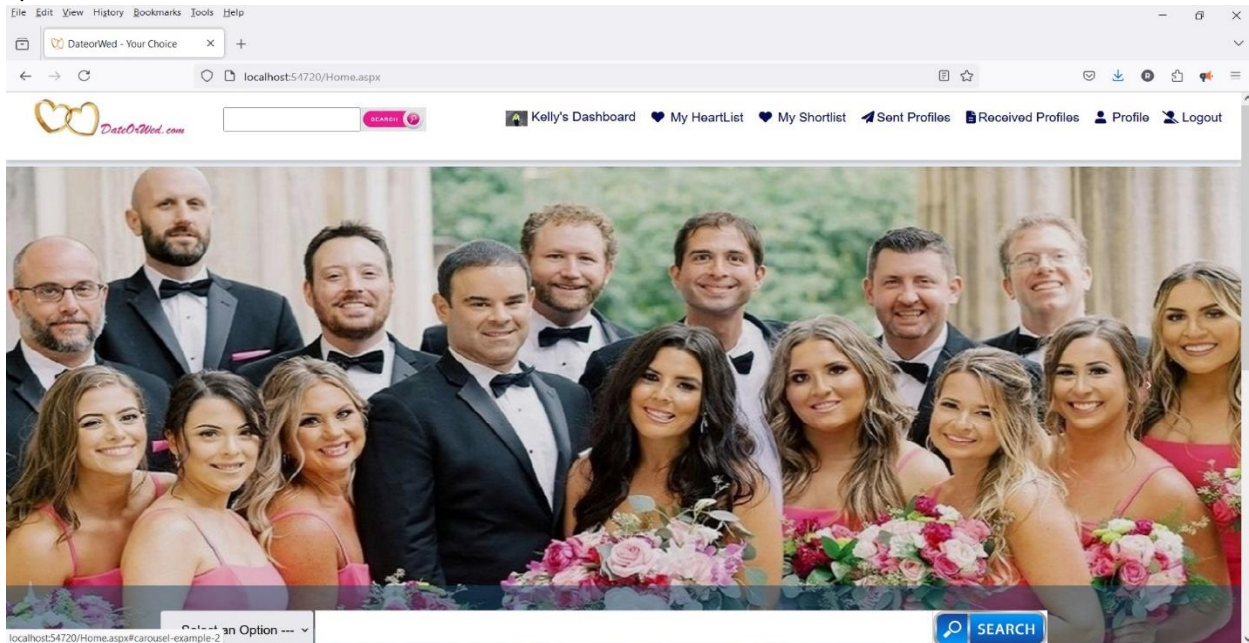 File Edit View History Bookmarks Tools Help
DateorWed - Your Choice
localhost:54720/Home.aspx
DateOrWed.com
SEARCH
Kelly's Dashboard My HeartList My Shortlist Sent Profiles Received Profiles Profile Logout
Select an Option ---
SEARCH
localhost:54720/Home.aspx#carousel-example-2